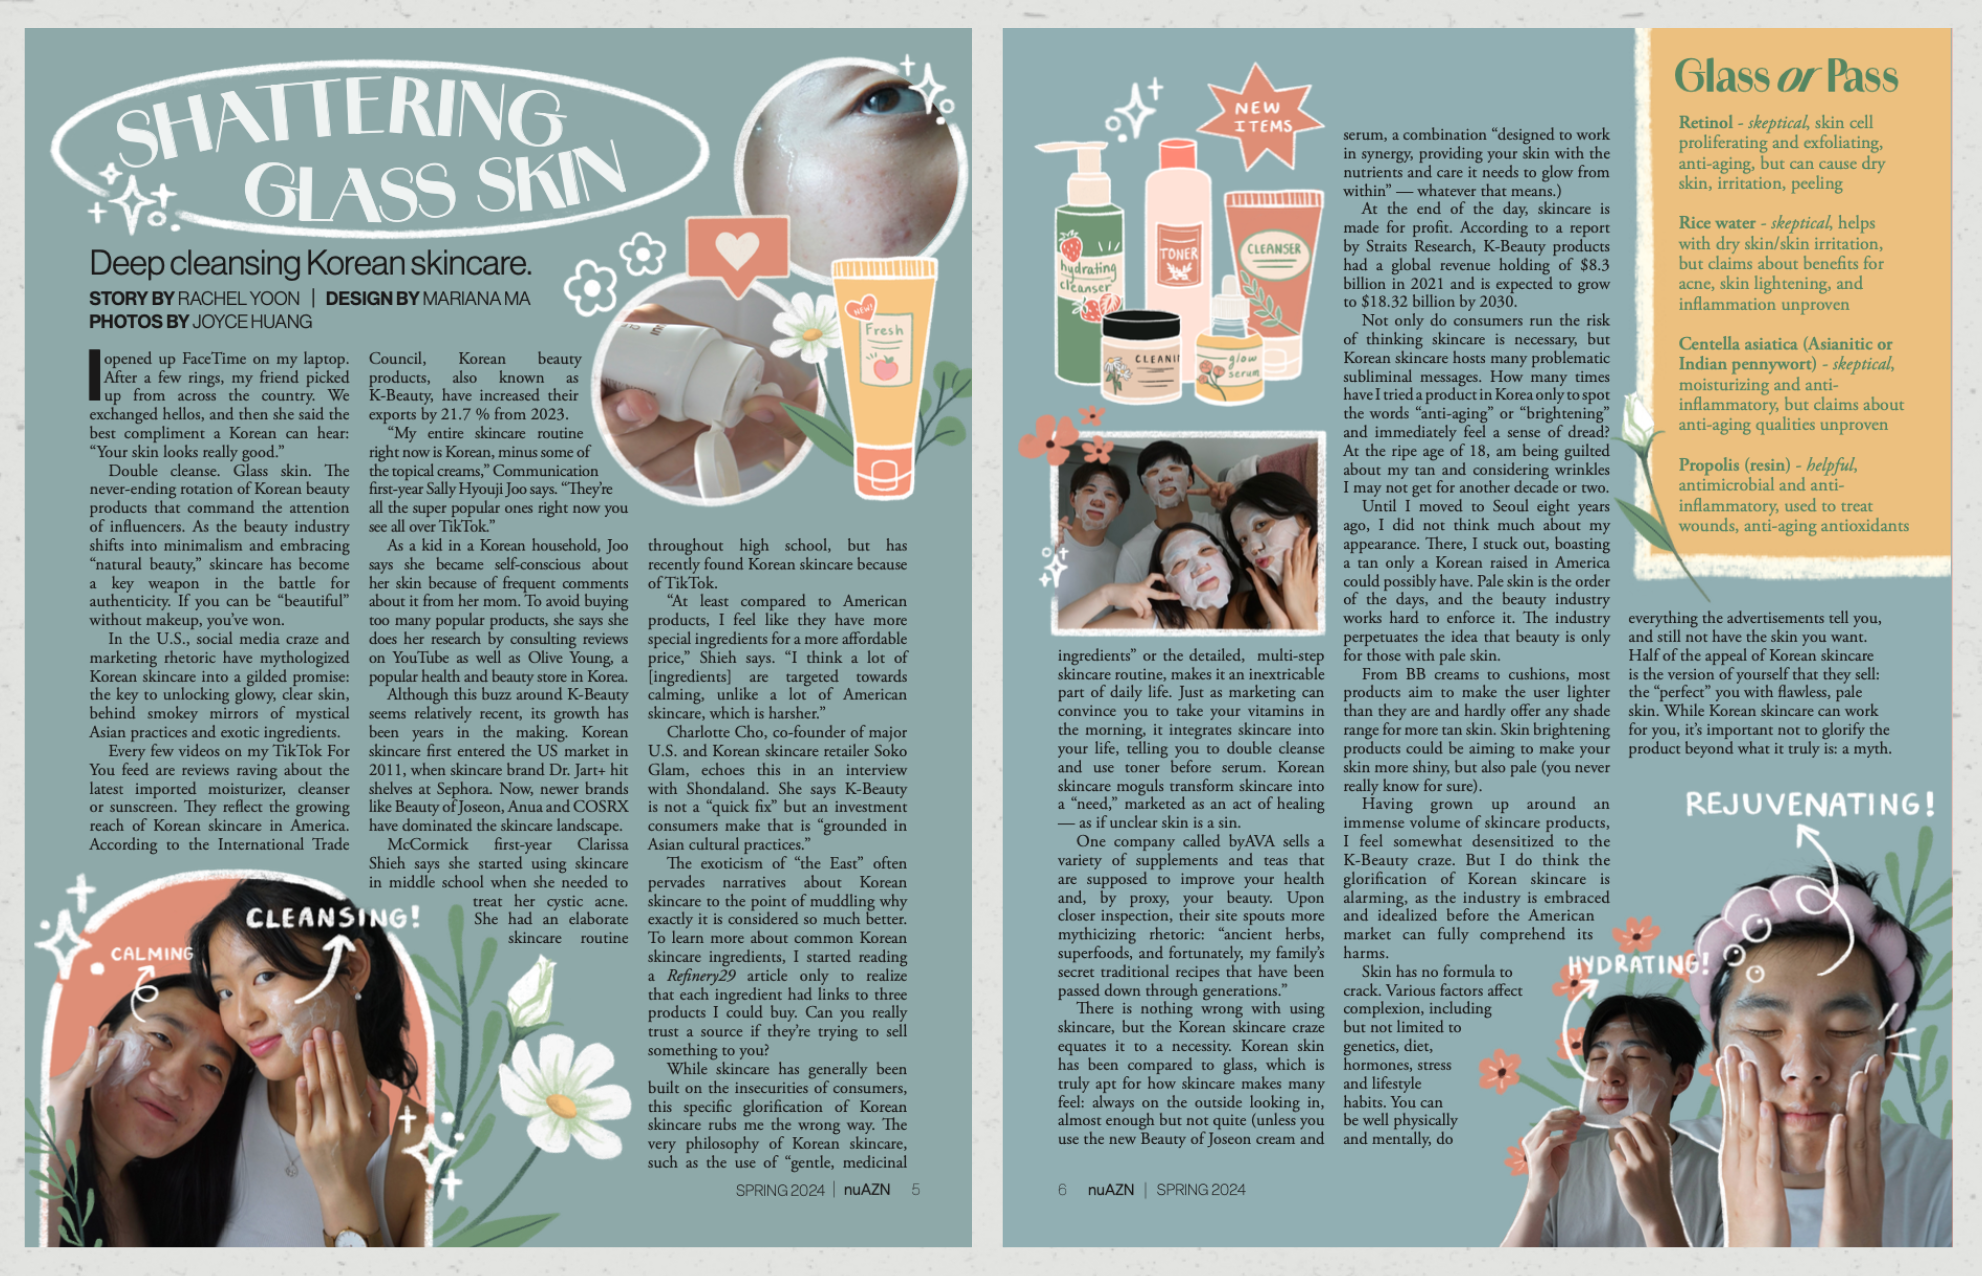 SHATTERING
GLASS SKIN
Deep cleansing Korean skincare.
STORY BY RACHEL YOON | DESIGN BY MARIANA MA
PHOTOS BY JOYCE HUANG
I opened up FaceTime on my laptop.
After a few rings, my friend picked
up from across the country. We
exchanged hellos, and then she said the
best compliment a Korean can hear:
“Your skin looks really good.”
Double cleanse. Glass skin. The
never-ending rotation of Korean beauty
products that command the attention
of influencers. As the beauty industry
shifts into minimalism and embracing
“natural beauty,” skincare has become
a key weapon in the battle for
authenticity. If you can be “beautiful”
without makeup, you’ve won.
In the U.S., social media craze and
marketing rhetoric have mythologized
Korean skincare into a gilded promise:
the key to unlocking glowy, clear skin,
behind smokey mirrors of mystical
Asian practices and exotic ingredients.
Every few videos on my TikTok For
You feed are reviews raving about the
latest imported moisturizer, cleanser
or sunscreen. They reflect the growing
reach of Korean skincare in America.
According to the International Trade
Council, Korean beauty
products, also known as
K-Beauty, have increased their
exports by 21.7 % from 2023.
“My entire skincare routine
right now is Korean, minus some of
the topical creams,” Communication
first-year Sally Hyouji Joo says. “They’re
all the super popular ones right now you
see all over TikTok.”
As a kid in a Korean household, Joo
says she became self-conscious about
her skin because of frequent comments
about it from her mom. To avoid buying
too many popular products, she says she
does her research by consulting reviews
on YouTube as well as Olive Young, a
popular health and beauty store in Korea.
Although this buzz around K-Beauty
seems relatively recent, its growth has
been years in the making. Korean
skincare first entered the US market in
2011, when skincare brand Dr. Jart+ hit
shelves at Sephora. Now, newer brands
like Beauty of Joseon, Anua and COSRX
have dominated the skincare landscape.
McCormick first-year Clarissa
Shieh says she started using skincare
in middle school when she needed to
treat her cystic acne.
She had an elaborate
skincare routine
throughout high school, but has
recently found Korean skincare because
of TikTok.
“At least compared to American
products, I feel like they have more
special ingredients for a more affordable
price,” Shieh says. “I think a lot of
[ingredients] are targeted towards
calming, unlike a lot of American
skincare, which is harsher.”
Charlotte Cho, co-founder of major
U.S. and Korean skincare retailer Soko
Glam, echoes this in an interview
with Shondaland. She says K-Beauty
is not a “quick fix” but an investment
consumers make that is “grounded in
Asian cultural practices.”
The exoticism of “the East” often
pervades narratives about Korean
skincare to the point of muddling why
exactly it is considered so much better.
To learn more about common Korean
skincare ingredients, I started reading
a Refinery29 article only to realize
that each ingredient had links to three
products I could buy. Can you really
trust a source if they’re trying to sell
something to you?
While skincare has generally been
built on the insecurities of consumers,
this specific glorification of Korean
skincare rubs me the wrong way. The
very philosophy of Korean skincare,
such as the use of “gentle, medicinal
NEW!
Fresh
CALMING
CLEANSING!
SPRING 2024 | nuAZN 5
NEW
ITEMS
hydrating
cleanser
TONER
CLEANSER
CLEANI
glow
serum
ingredients” or the detailed, multi-step
skincare routine, makes it an inextricable
part of daily life. Just as marketing can
convince you to take your vitamins in
the morning, it integrates skincare into
your life, telling you to double cleanse
and use toner before serum. Korean
skincare moguls transform skincare into
a “need,” marketed as an act of healing
— as if unclear skin is a sin.
One company called byAVA sells a
variety of supplements and teas that
are supposed to improve your health
and, by proxy, your beauty. Upon
closer inspection, their site spouts more
mythicizing rhetoric: “ancient herbs,
superfoods, and fortunately, my family’s
secret traditional recipes that have been
passed down through generations.”
There is nothing wrong with using
skincare, but the Korean skincare craze
equates it to a necessity. Korean skin
has been compared to glass, which is
truly apt for how skincare makes many
feel: always on the outside looking in,
almost enough but not quite (unless you
use the new Beauty of Joseon cream and
serum, a combination “designed to work
in synergy, providing your skin with the
nutrients and care it needs to glow from
within” — whatever that means.)
At the end of the day, skincare is
made for profit. According to a report
by Straits Research, K-Beauty products
had a global revenue holding of $8.3
billion in 2021 and is expected to grow
to $18.32 billion by 2030.
Not only do consumers run the risk
of thinking skincare is necessary, but
Korean skincare hosts many problematic
subliminal messages. How many times
have I tried a product in Korea only to spot
the words “anti-aging” or “brightening”
and immediately feel a sense of dread?
At the ripe age of 18, am being guilted
about my tan and considering wrinkles
I may not get for another decade or two.
Until I moved to Seoul eight years
ago, I did not think much about my
appearance. There, I stuck out, boasting
a tan only a Korean raised in America
could possibly have. Pale skin is the order
of the days, and the beauty industry
works hard to enforce it. The industry
perpetuates the idea that beauty is only
for those with pale skin.
From BB creams to cushions, most
products aim to make the user lighter
than they are and hardly offer any shade
range for more tan skin. Skin brightening
products could be aiming to make your
skin more shiny, but also pale (you never
really know for sure).
Having grown up around an
immense volume of skincare products,
I feel somewhat desensitized to the
K-Beauty craze. But I do think the
glorification of Korean skincare is
alarming, as the industry is embraced
and idealized before the American
market can fully comprehend its
harms.
Skin has no formula to
crack. Various factors affect
complexion, including
but not limited to
genetics, diet,
hormones, stress
and lifestyle
habits. You can
be well physically
and mentally, do
everything the advertisements tell you,
and still not have the skin you want.
Half of the appeal of Korean skincare
is the version of yourself that they sell:
the “perfect” you with flawless, pale
skin. While Korean skincare can work
for you, it’s important not to glorify the
product beyond what it truly is: a myth.
Glass or Pass
Retinol - skeptical, skin cell
proliferating and exfoliating,
anti-aging, but can cause dry
skin, irritation, peeling
Rice water - skeptical, helps
with dry skin/skin irritation,
but claims about benefits for
acne, skin lightening, and
inflammation unproven
Centella asiatica (Asianitic or
Indian pennywort) - skeptical,
moisturizing and anti-
inflammatory, but claims about
anti-aging qualities unproven
Propolis (resin) - helpful,
antimicrobial and anti-
inflammatory, used to treat
wounds, anti-aging antioxidants
REJUVENATING!
HYDRATING!
6 nuAZN | SPRING 2024